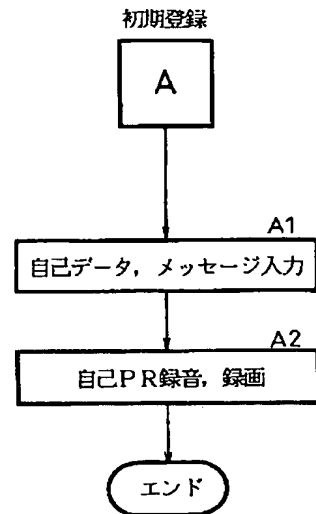 初期登録
A
A1
自己データ，メッセージ入力
A2
自己PR録音，録画
エンド